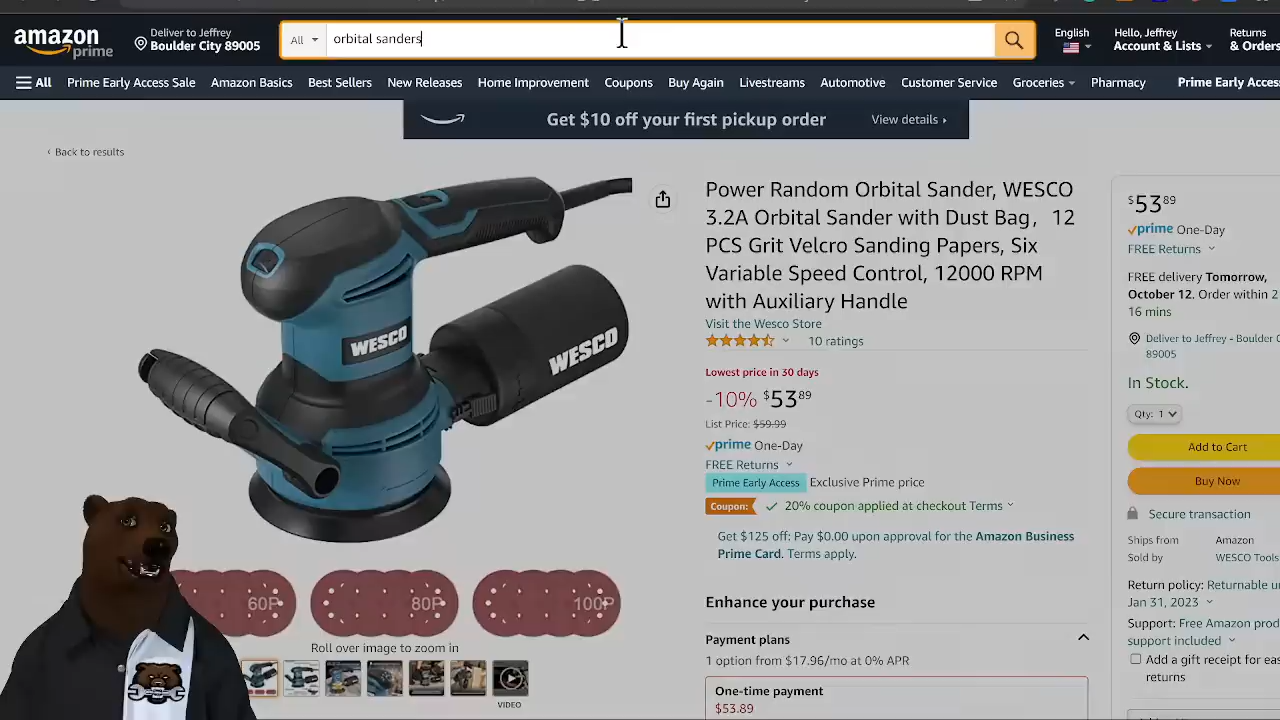 amazon
prime
Deliver to Jeffrey
Boulder City 89005
All
orbital sanders
English
Hello, Jeffrey
Account & Lists
Returns
& Orders
All
Prime Early Access Sale
Amazon Basics
Best Sellers
New Releases
Home Improvement
Coupons
Buy Again
Livestreams
Automotive
Customer Service
Groceries
Pharmacy
Prime Early Acces
Get $10 off your first pickup order
View details
‹ Back to results
WESCO
WESCO
60P
80P
100P
Roll over image to zoom in
VIDEO
Power Random Orbital Sander, WESCO
3.2A Orbital Sander with Dust Bag, 12
PCS Grit Velcro Sanding Papers, Six
Variable Speed Control, 12000 RPM
with Auxiliary Handle
Visit the Wesco Store
10 ratings
Lowest price in 30 days
-10% $53 89
List Price: $59.99
prime One-Day
FREE Returns
Prime Early Access Exclusive Prime price
Coupon: 20% coupon applied at checkout Terms
Get $125 off: Pay $0.00 upon approval for the Amazon Business
Prime Card. Terms apply.
Enhance your purchase
Payment plans
1 option from $17.96/mo at 0% APR
One-time payment
$53.89
$53 89
prime One-Day
FREE Returns
FREE delivery Tomorrow,
October 12. Order within 2
16 mins
Deliver to Jeffrey - Boulder C
89005
In Stock.
Qty: 1
Add to Cart
Buy Now
Secure transaction
Ships from Amazon
Sold by WESCO Tools
Return policy: Returnable u
Jan 31, 2023
Support: Free Amazon prod
support included
Add a gift receipt for eas
returns